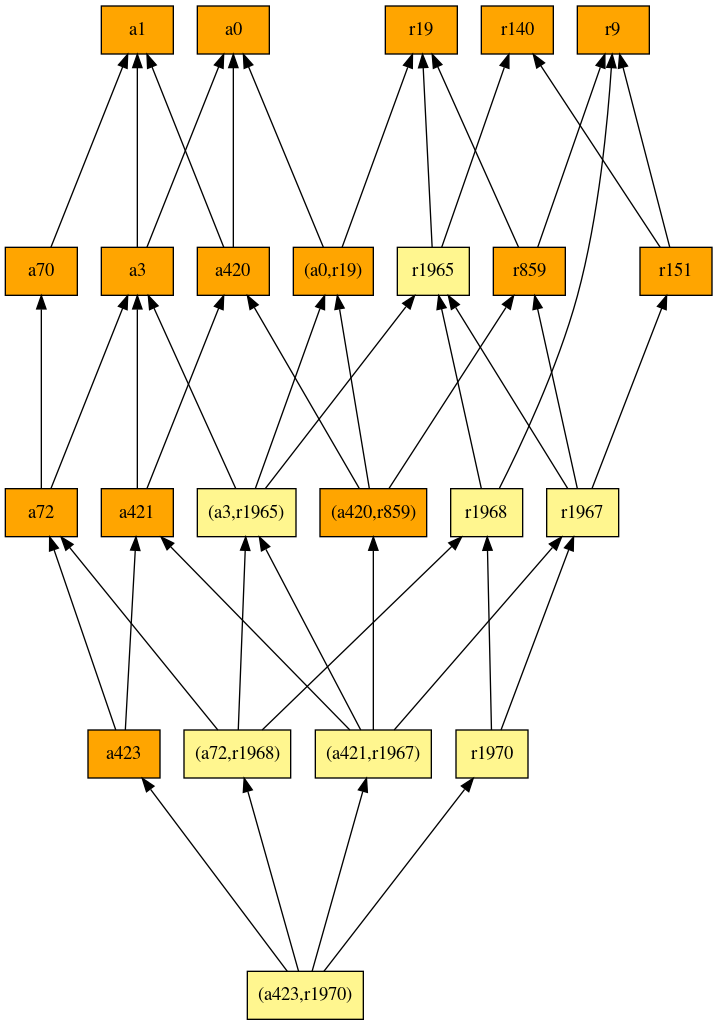 a1
a0
r19
r140
r9
a70
a3
a420
(a0,r19)
r1965
r859
r151
a72
a421
(a3,r1965)
(a420,r859)
r1968
r1967
a423
(a72,r1968)
(a421,r1967)
r1970
(a423,r1970)